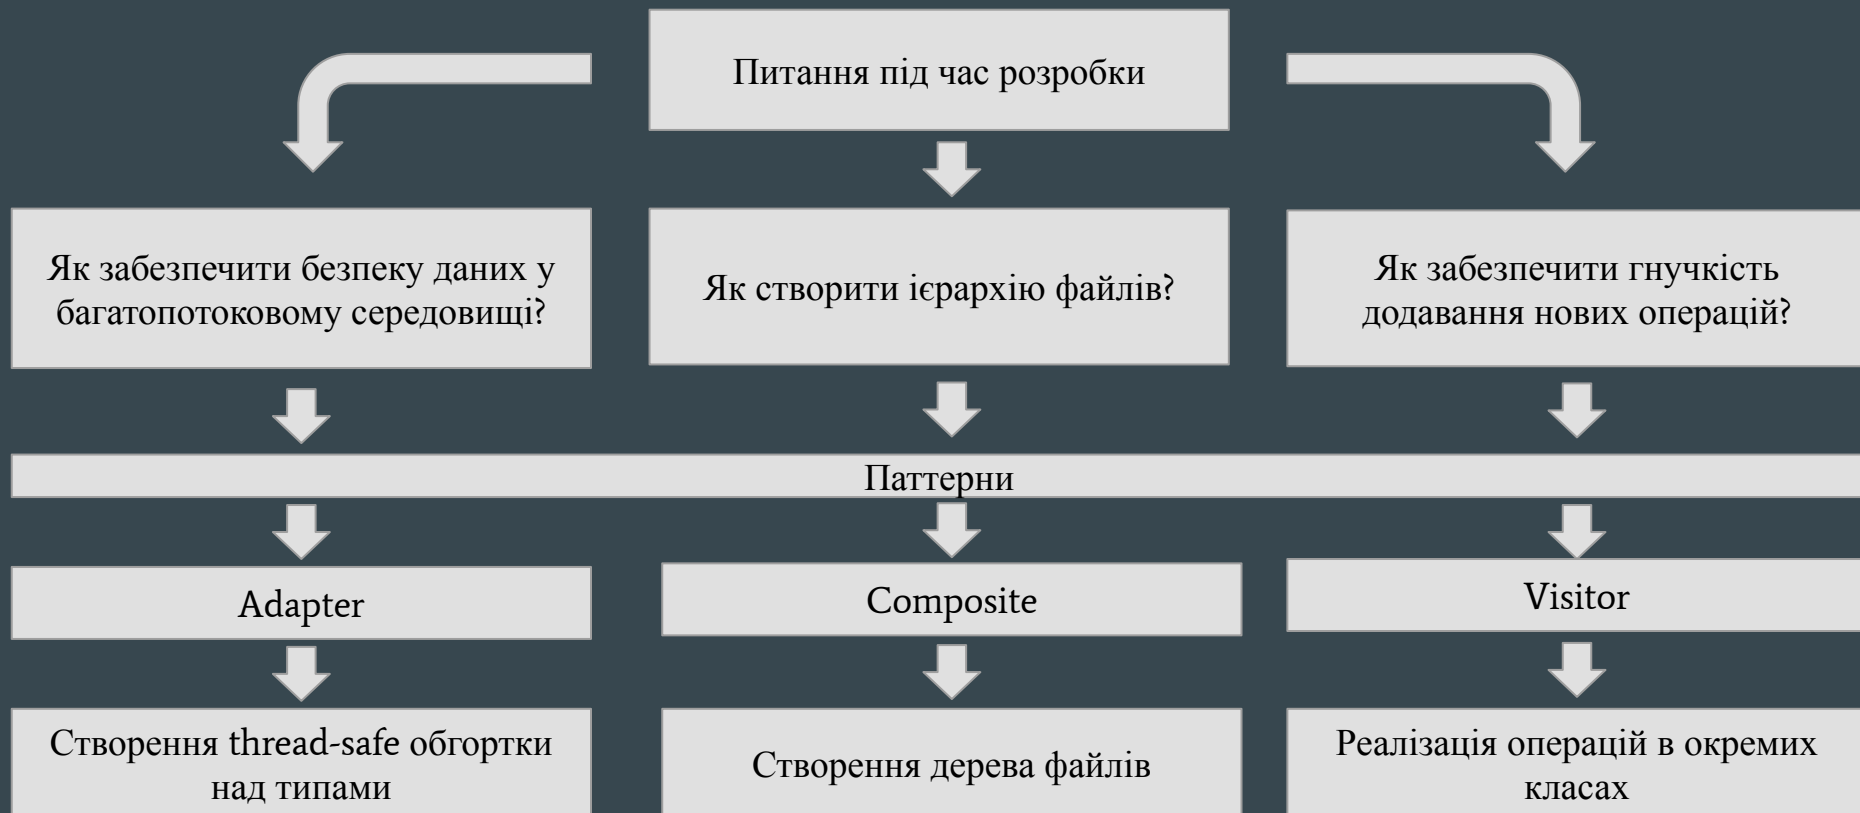 Питання під час розробки
Як забезпечити безпеку даних у
багатопотоковому середовищі?
Як створити ієрархію файлів?
Як забезпечити гнучкість
додавання нових операцій?
Паттерни
Adapter
Composite
Visitor
Створення thread-safe обгортки
над типами
Створення дерева файлів
Реалізація операцій в окремих
класах